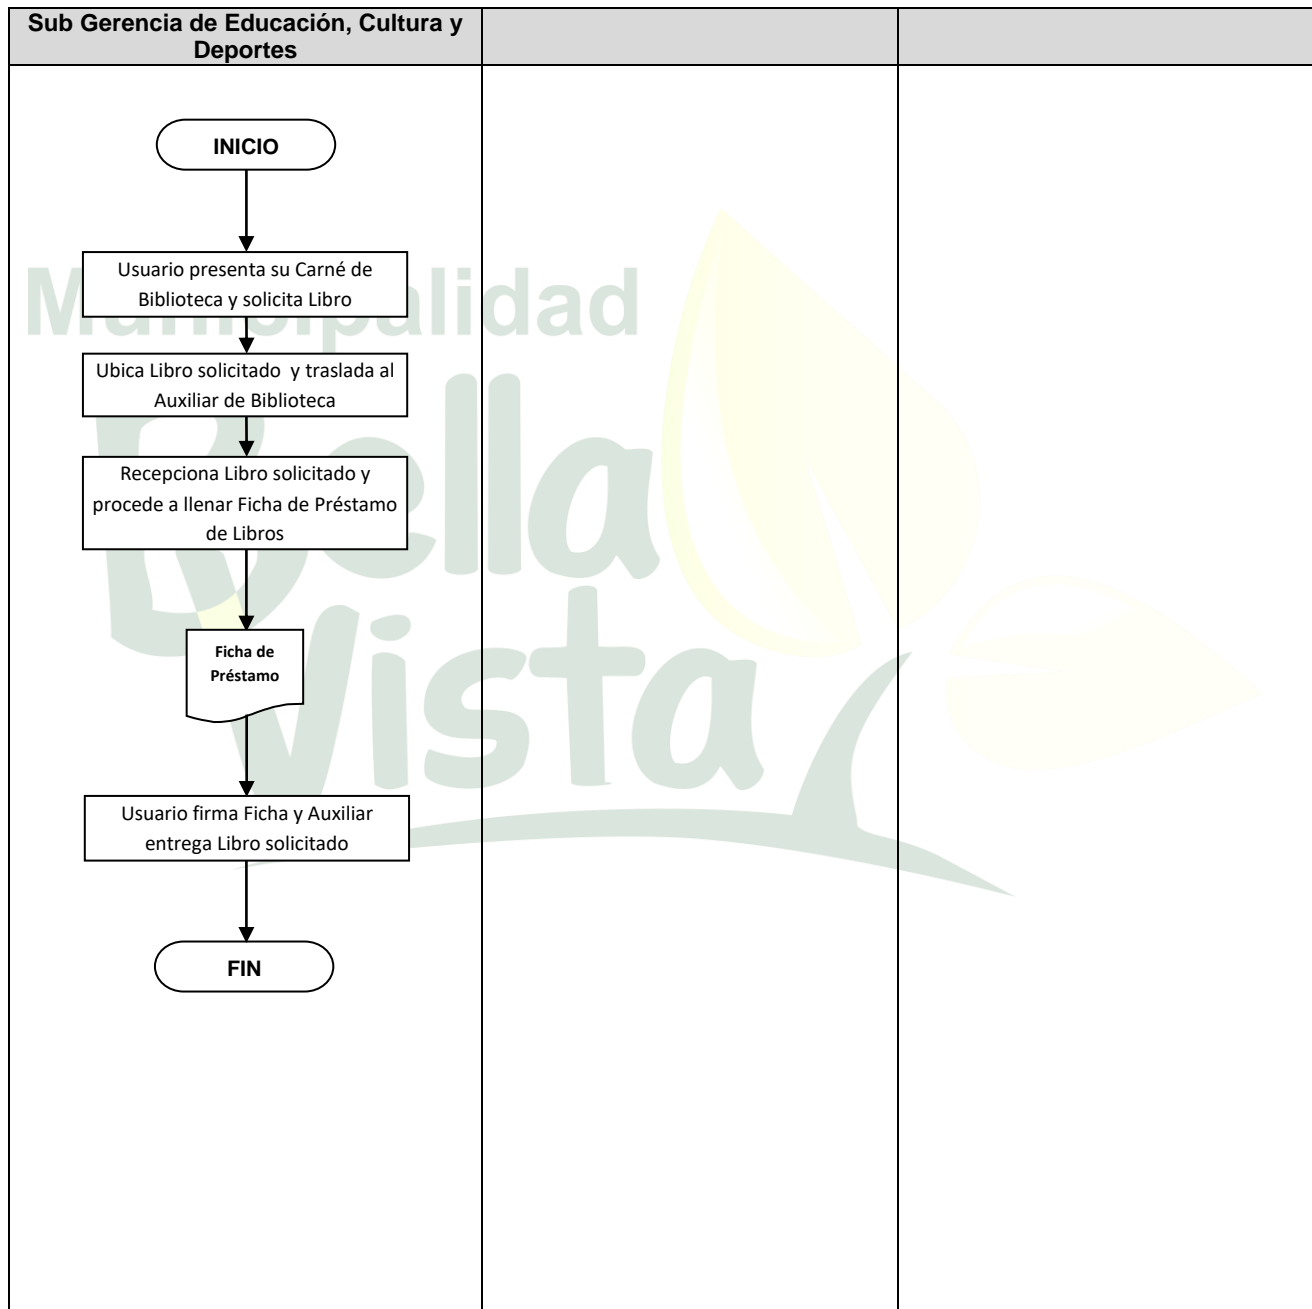 Sub Gerencia de Educación, Cultura y
Deportes
INICIO
Usuario presenta su Carné de
Biblioteca y solicita Libro
Municipalidad
Ubica Libro solicitado y traslada al
Auxiliar de Biblioteca
Bella
Recepciona Libro solicitado y
procede a llenar Ficha de Préstamo
de Libros
Vista
Ficha de
Préstamo
Usuario firma Ficha y Auxiliar
entrega Libro solicitado
FIN